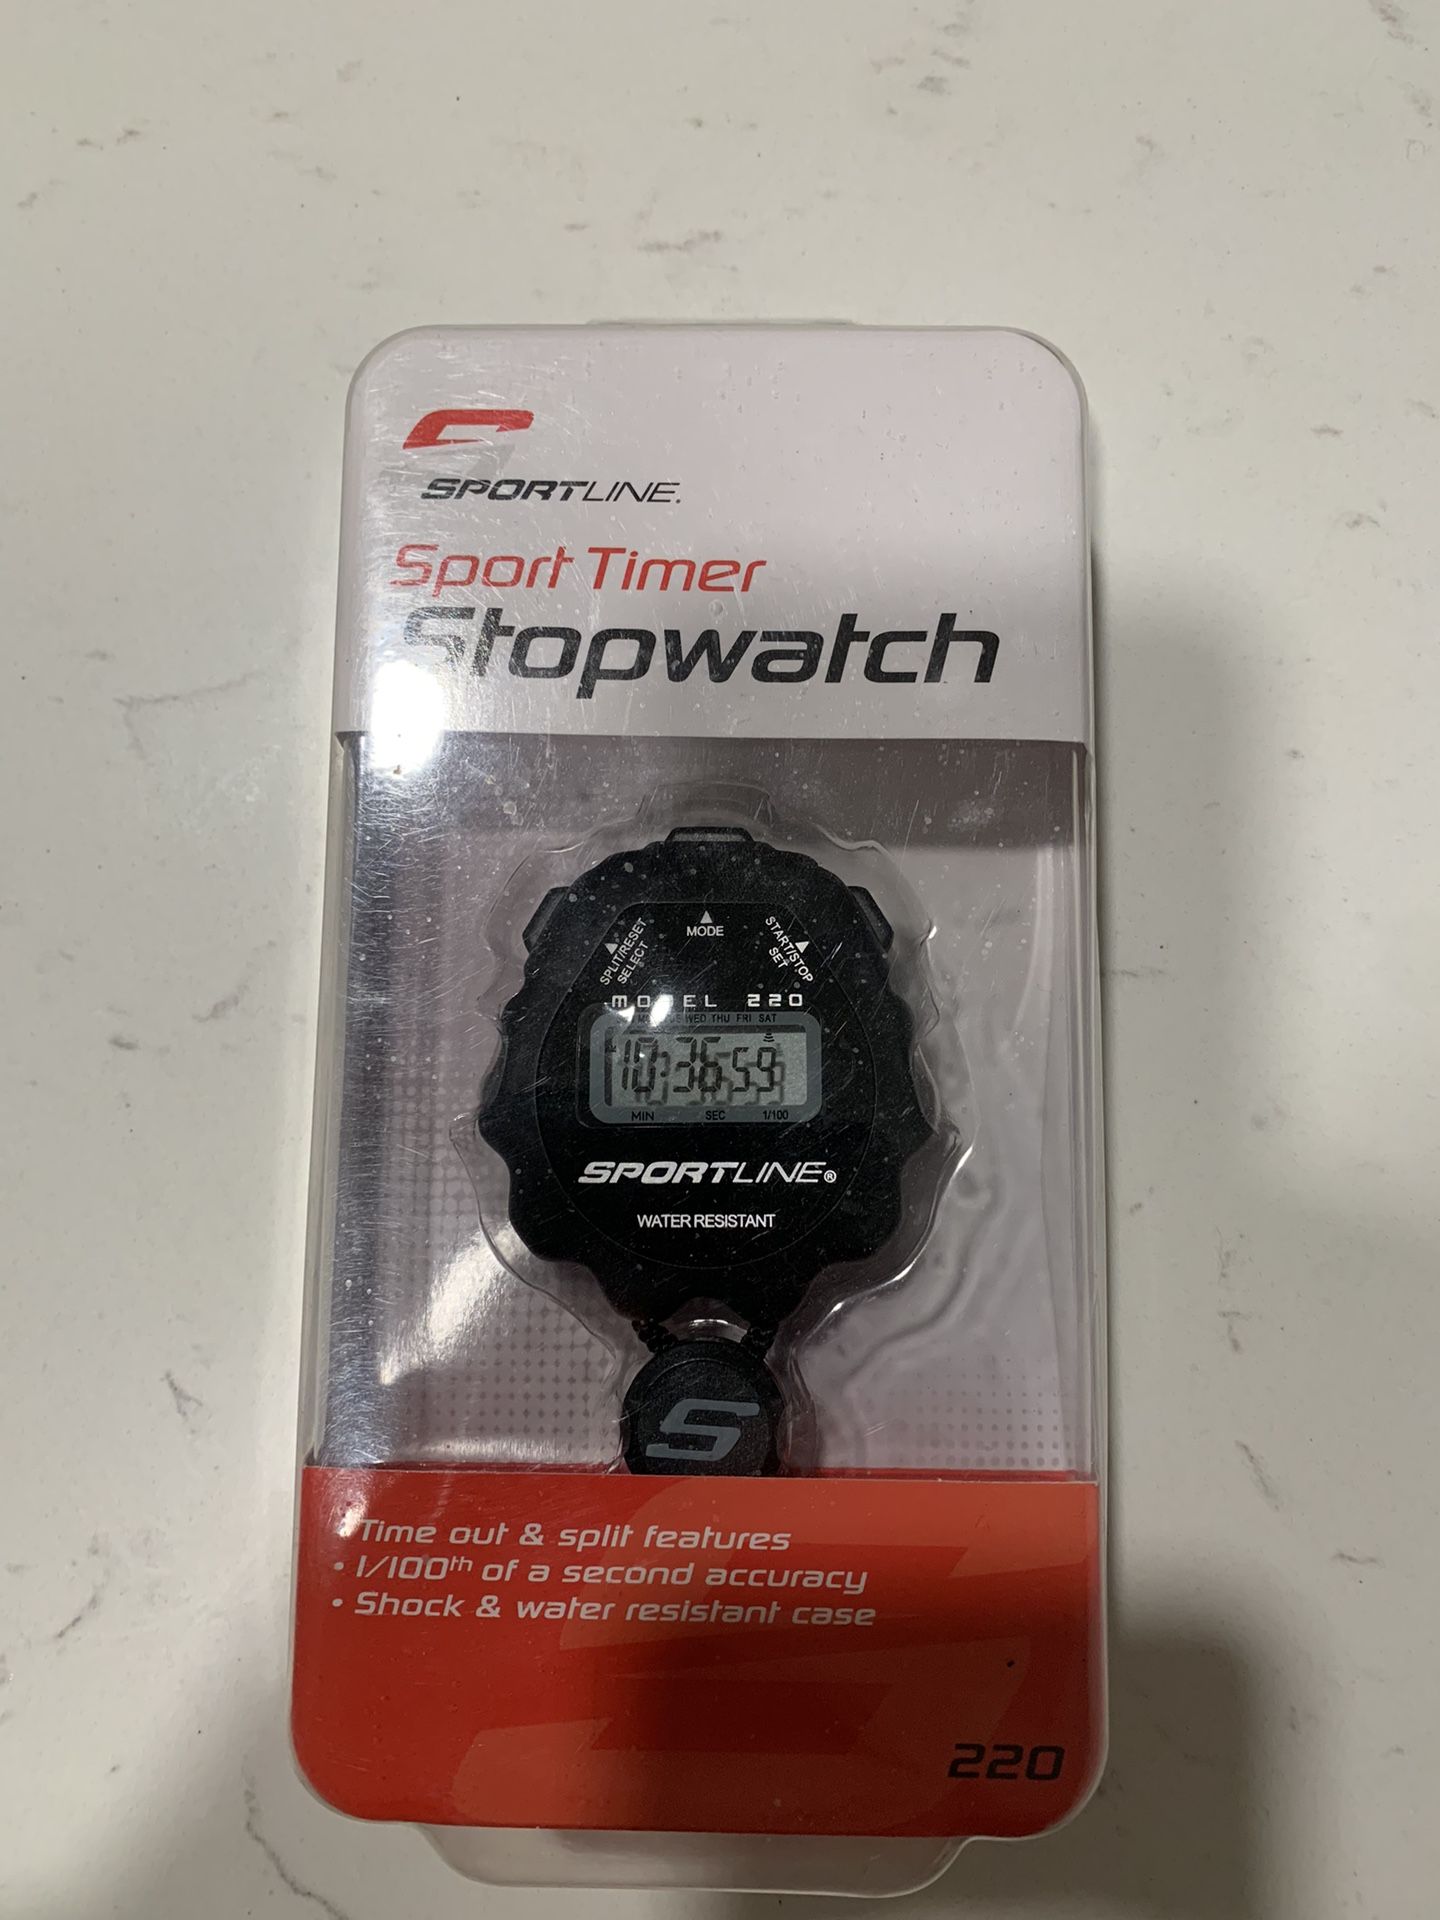 SPORTLINE.
Sport Timer
Stopwatch
MODE
SPLIT/RESET
SELECT
START/STOP
SET
MODEL 220
WED THU FRI SAT
10:36 59
MIN SEC 1/100
SPORTLINE®
WATER RESISTANT
S
• Time out & split features
• 1/100th of a second accuracy
• Shock & water resistant case
220